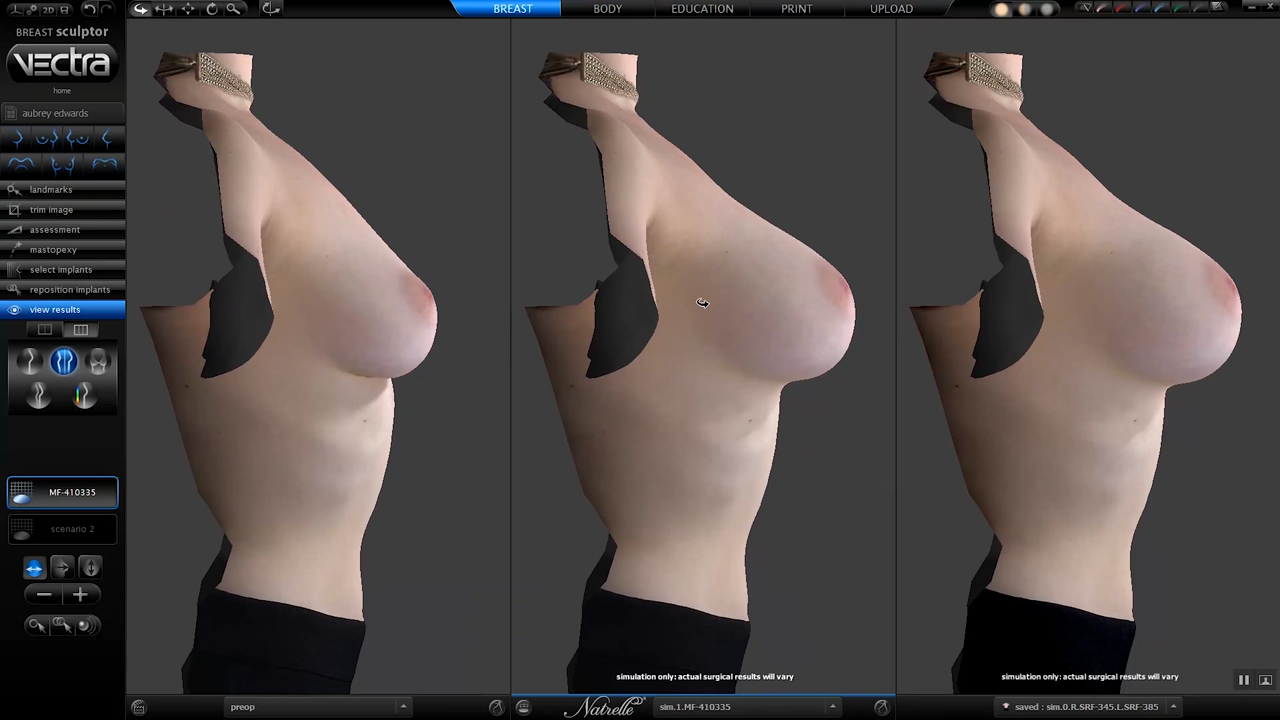 2D
BREAST
BODY
EDUCATION
PRINT
UPLOAD
BREAST sculptor
vectra
home
aubrey edwards
landmarks
trim image
assessment
mastopexy
select implants
reposition implants
view results
MF-410335
scenario 2
simulation only: actual surgical results will vary
simulation only: actual surgical results will vary
preop
Natrelle
sim.1.MF-410335
saved : sim.0.R.SRF-345.L.SRF-385